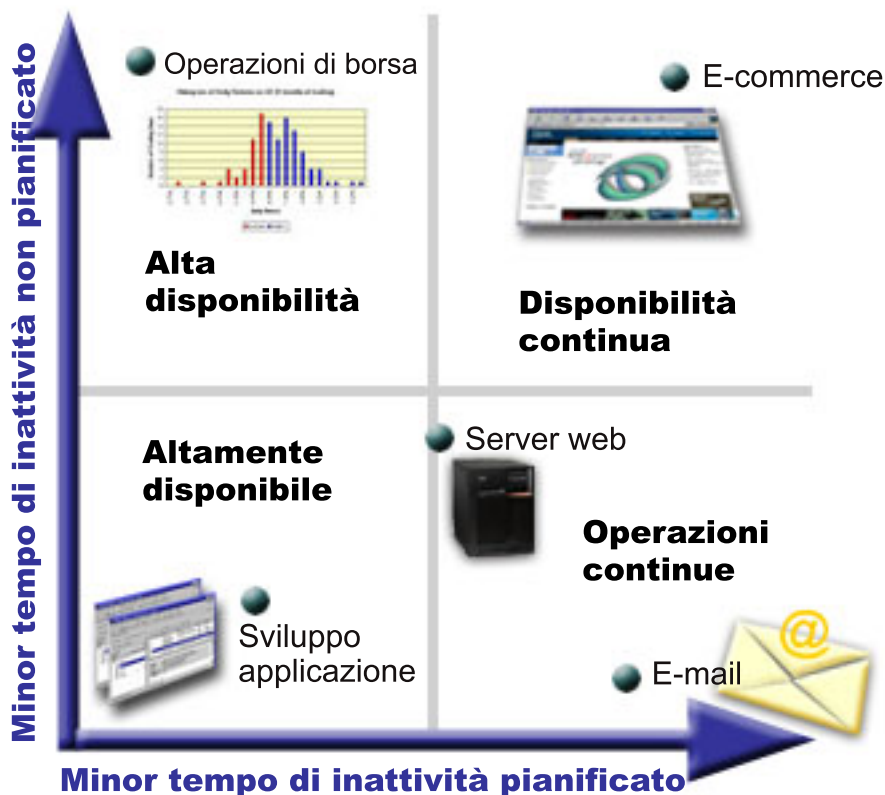 Minor tempo di inattività non pianificato
Operazioni di borsa
E-commerce
Alta
disponibilità
Disponibilità
continua
Altamente
disponibile
Server web
Operazioni
continue
Sviluppo
applicazione
E-mail
@
Minor tempo di inattività pianificato